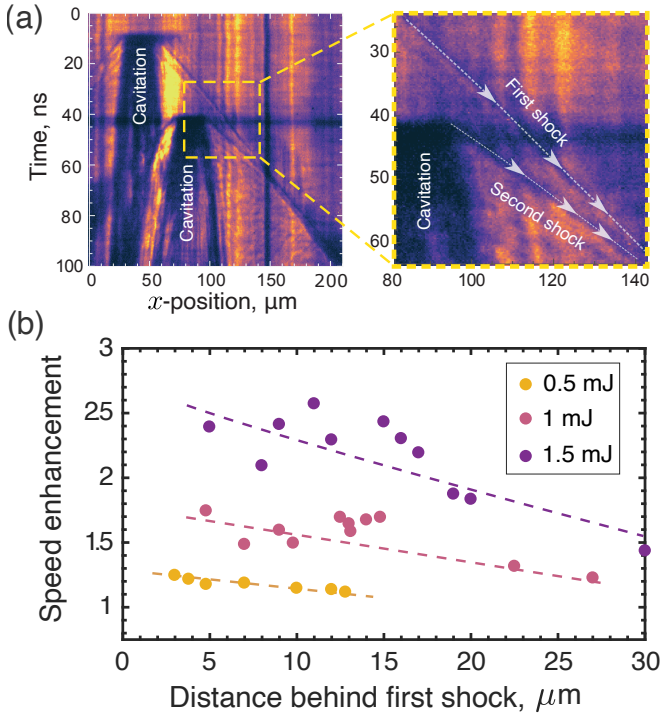 (a)
0
20
40
60
80
100
Time, ns
Cavitation
Cavitation
0
50
100
150
200
x-position, μm
30
40
50
60
First shock
Second shock
Cavitation
80
100
120
140
(b)
3
2.5
2
1.5
1
Speed enhancement
0.5 mJ
1 mJ
1.5 mJ
0
5
10
15
20
25
30
Distance behind first shock, μm